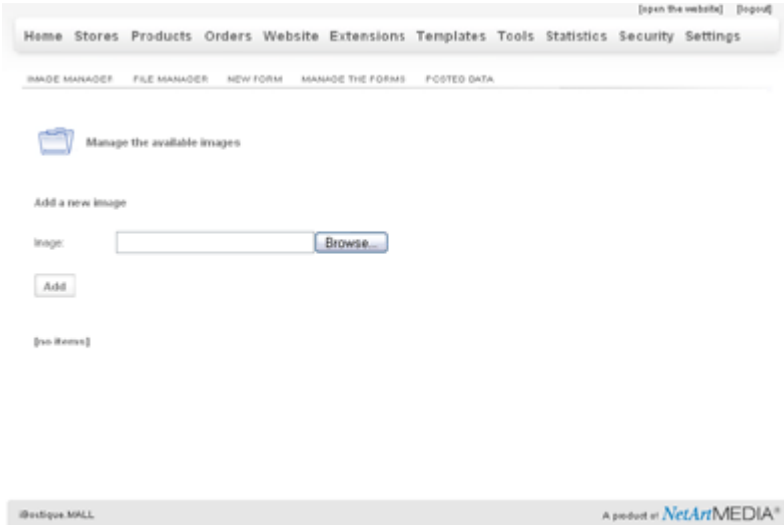 [open the website] [logout]
Home Stores Products Orders Website Extensions Templates Tools Statistics Security Settings
IMAGE MANAGER FILE MANAGER NEW FORM MANAGE THE FORMS POSTED DATA
Manage the available images
Add a new image
Image:
Browse...
Add
[no items]
iBoutique.MALL A product of NetArtMEDIA®